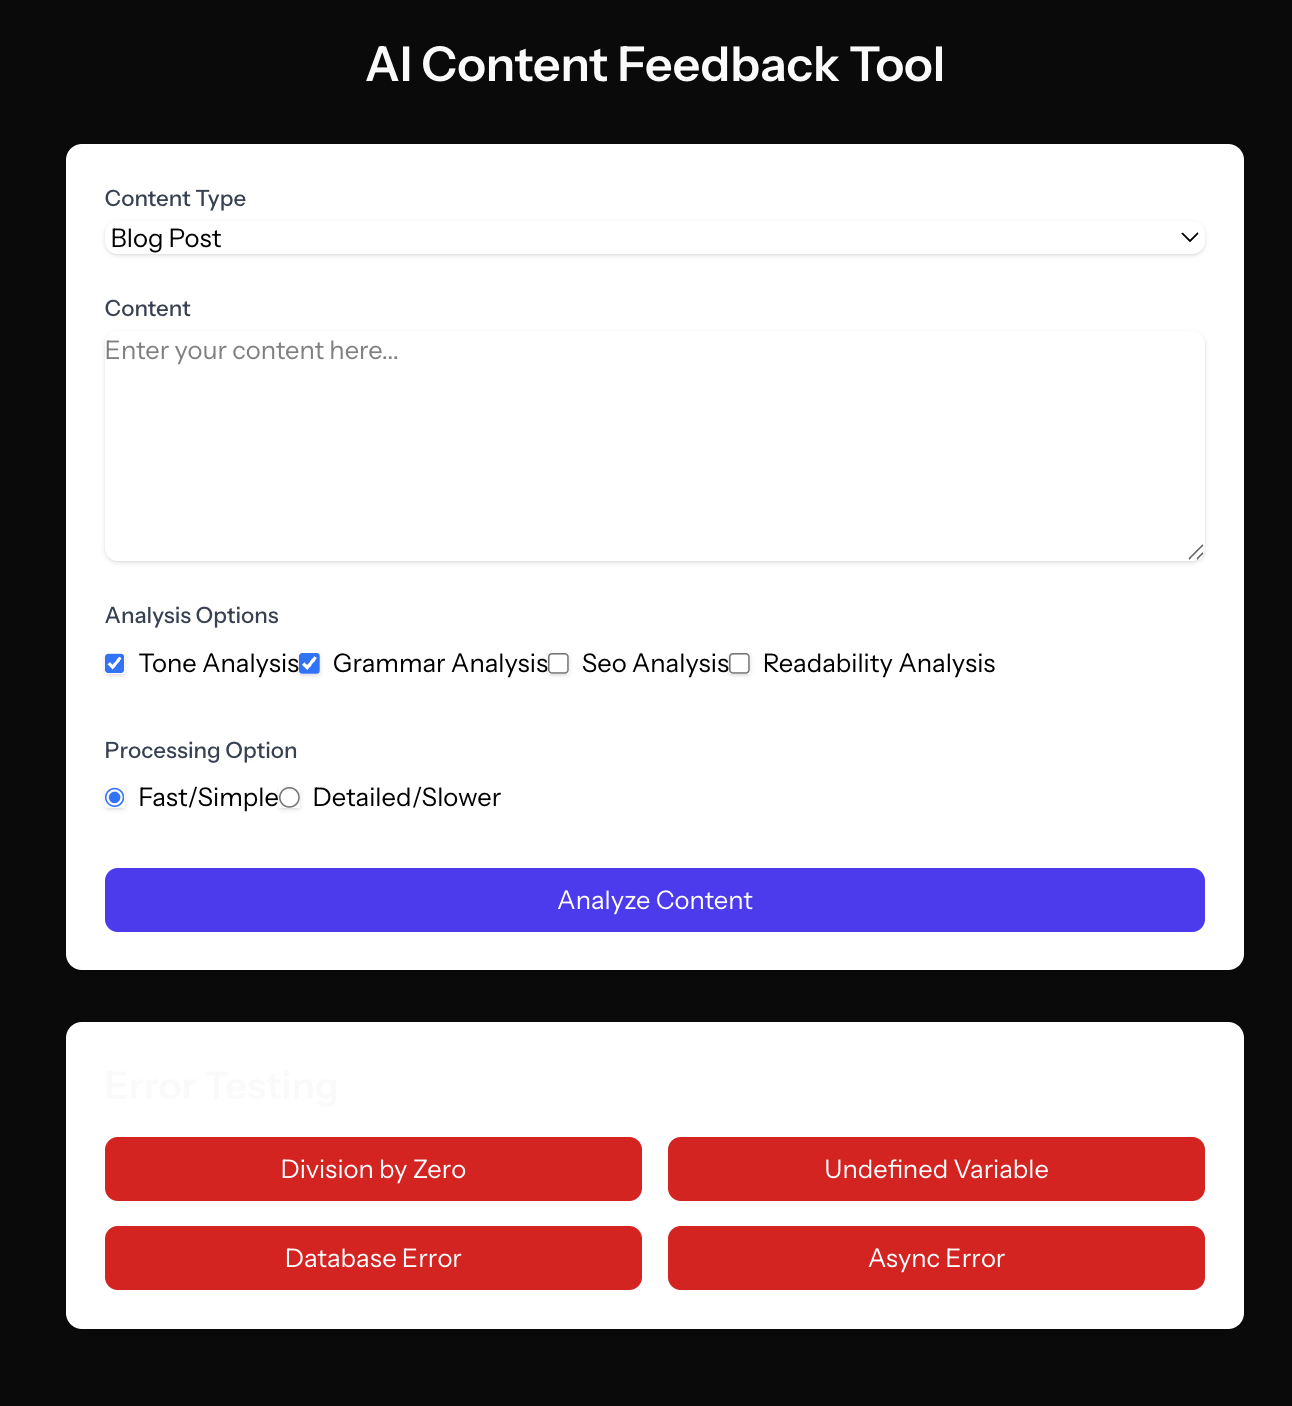 AI Content Feedback Tool
Content Type
Blog Post
Content
Enter your content here...
Analysis Options
Tone Analysis Grammar Analysis Seo Analysis Readability Analysis
Processing Option
Fast/Simple Detailed/Slower
Analyze Content
Error Testing
Division by Zero Undefined Variable
Database Error Async Error